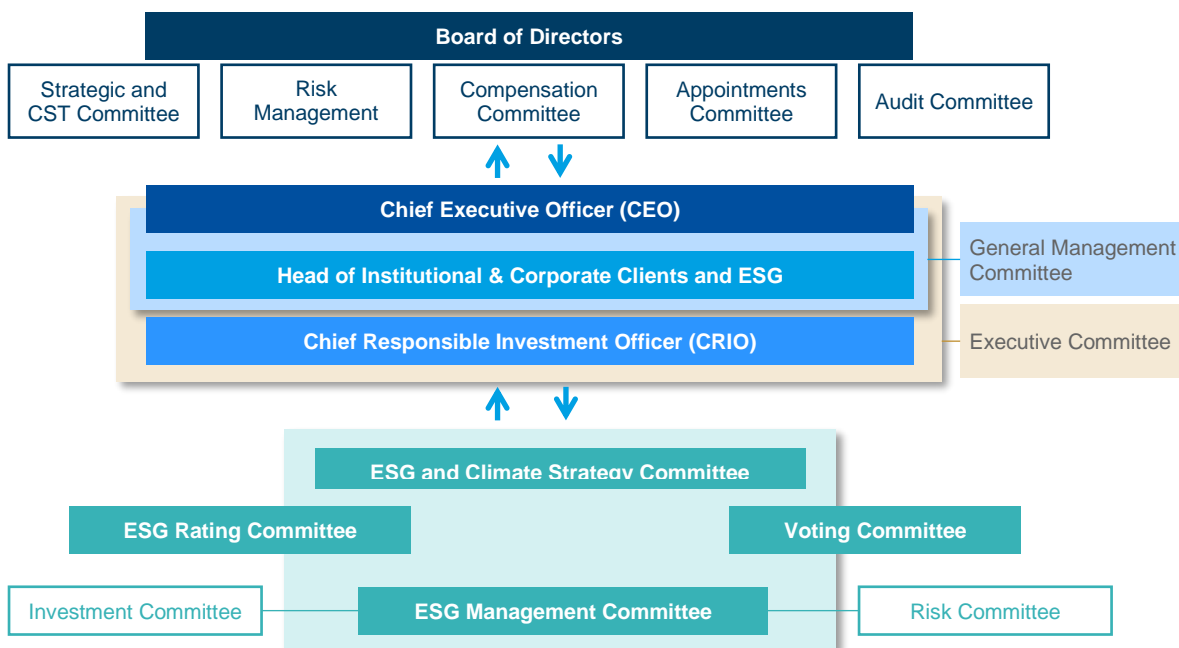 Board of Directors
Strategic and
CST Committee
Risk
Management
Compensation
Committee
Appointments
Committee
Audit Committee
Chief Executive Officer (CEO)
General Management
Committee
Head of Institutional & Corporate Clients and ESG
Chief Responsible Investment Officer (CRIO)
Executive Committee
ESG and Climate Strategy Committee
ESG Rating Committee
Voting Committee
Investment Committee
ESG Management Committee
Risk Committee